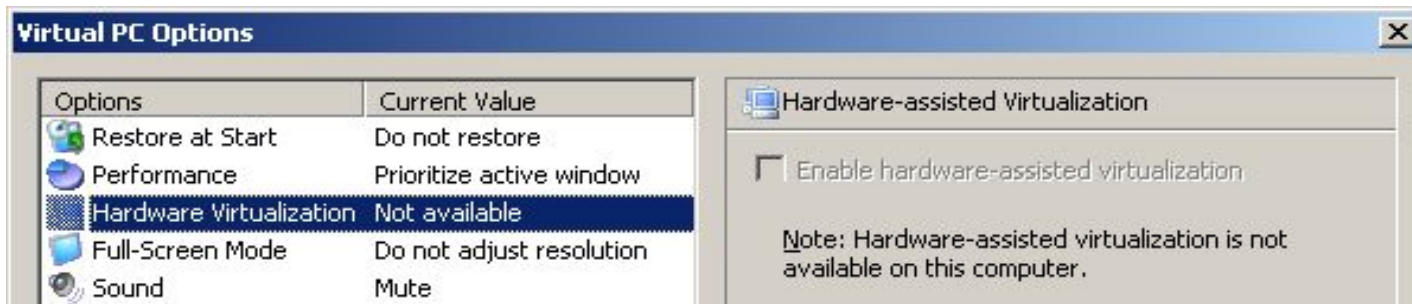 Virtual PC Options
Options Current Value
Restore at Start Do not restore
Performance Prioritize active window
Hardware Virtualization Not available
Full-Screen Mode Do not adjust resolution
Sound Mute
Hardware-assisted Virtualization
Enable hardware-assisted virtualization
Note: Hardware-assisted virtualization is not
available on this computer.